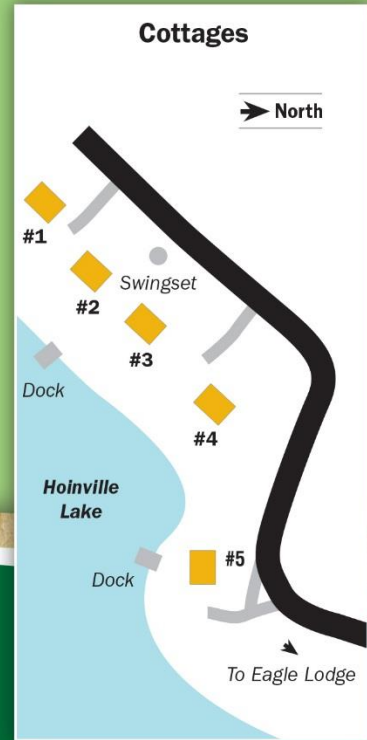 Cottages
North
#1
Swingset
#2
#3
Dock
#4
Hoinville
Lake
#5
Dock
To Eagle Lodge